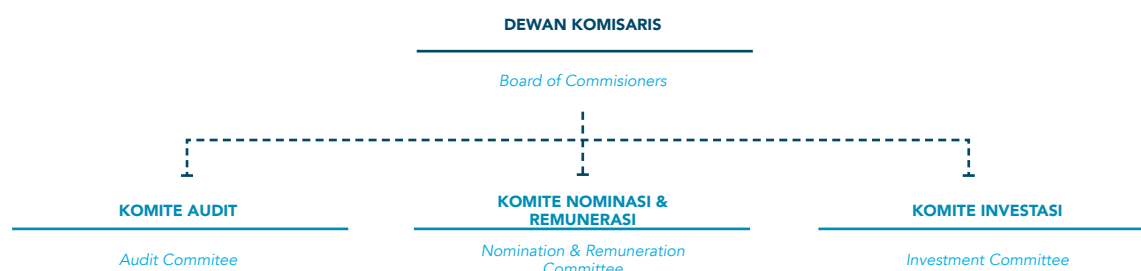 DEWAN KOMISARIS
Board of Commisioners
KOMITE AUDIT
Audit Commitee
KOMITE NOMINASI &
REMUNERASI
Nomination & Remuneration
Committee
KOMITE INVESTASI
Investment Committee